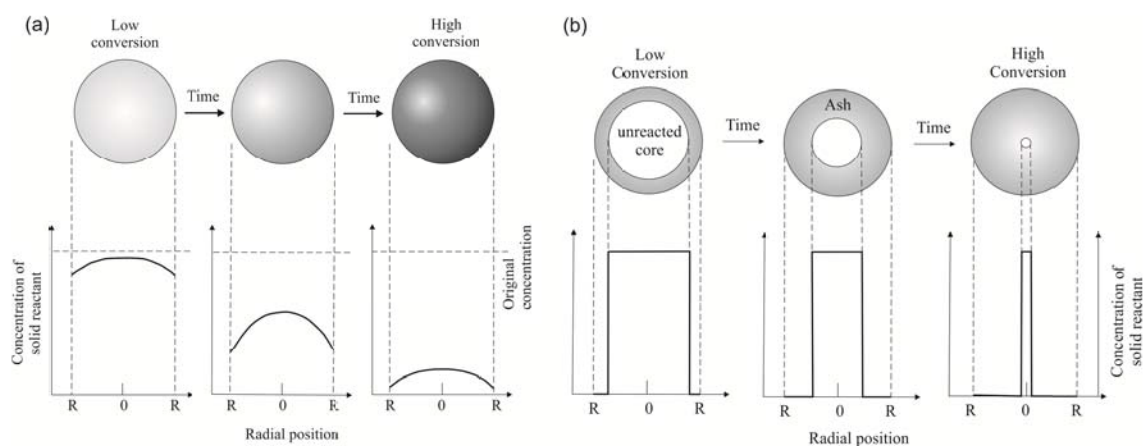 (a)
Low
conversion
High
conversion
Time
Time
Concentration of
solid reactant
Original
concentration
R
0
R
R
0
R
R
0
R
Radial position
(b)
Low
Conversion
High
Conversion
unreacted
core
Time
Ash
Time
Concentration of
solid reactant
R
0
R
R
0
R
R
0
R
Radial position